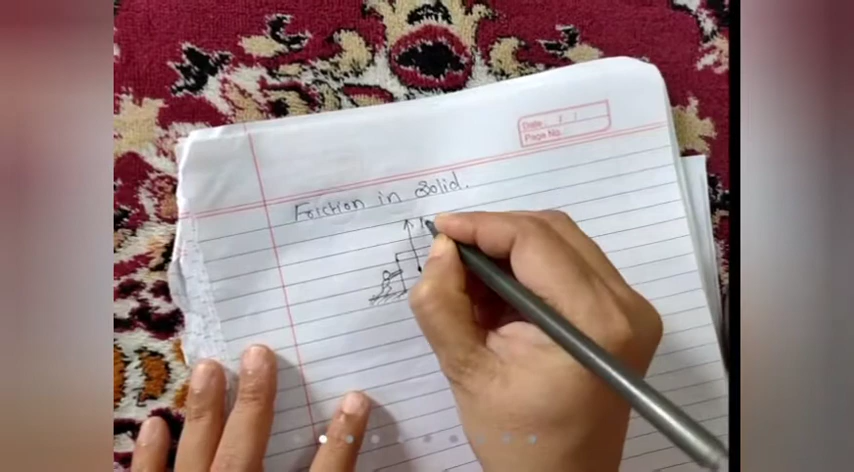 Date: / /
Page No.
Friction in Solid.